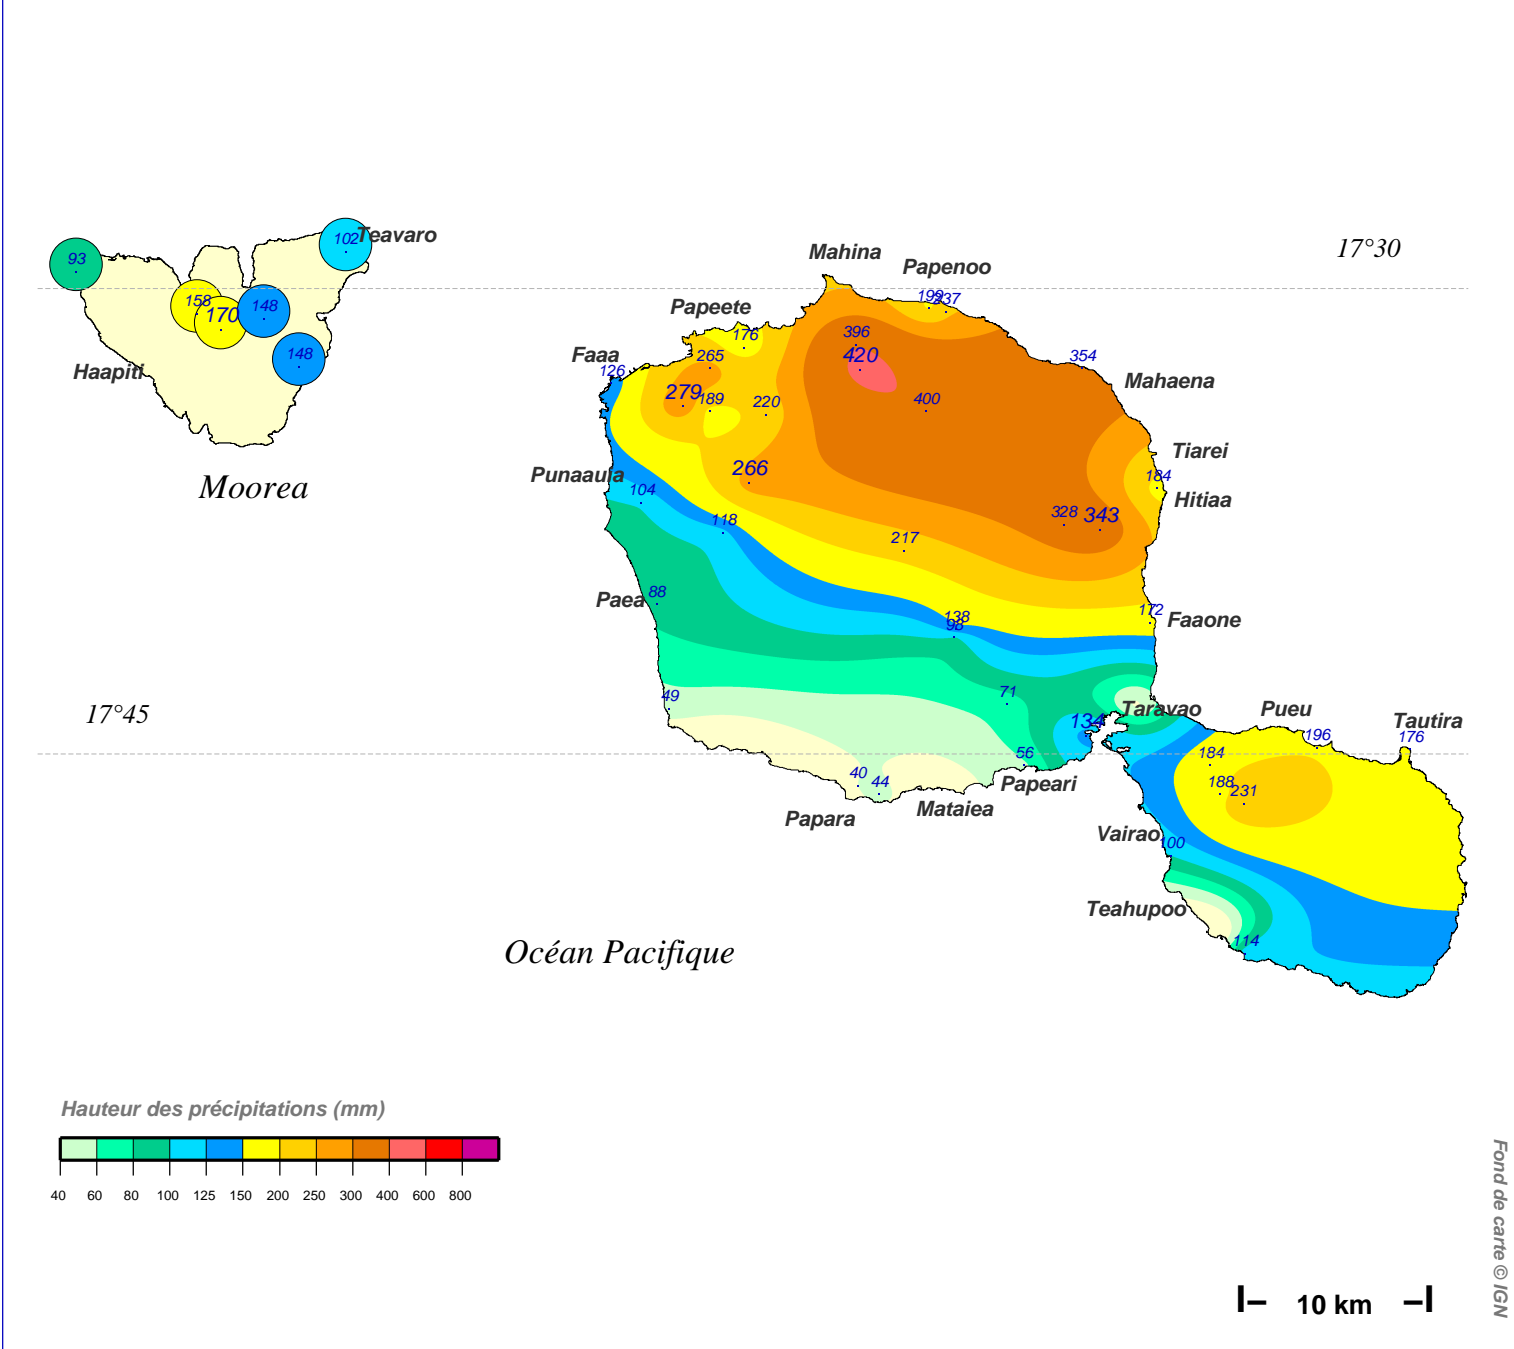 Mahina
17°30
Teavaro
102
93
Papenoo
199
237
158
170
148
Papeete
176
396
Faaa
126
265
420
354
148
Haapiti
Mahaena
279
189
220
400
Tiarei
Moorea
Punaauia
104
266
184
Hitiaa
118
328
343
217
Paea
88
138
98
172
Faaone
49
71
17°45
134
Taravao
Pueu
Tautira
196
176
56
184
40
44
Papeari
188
231
Papara
Mataiea
Vairao
100
Teahupoo
114
Océan Pacifique
Hauteur des précipitations (mm)
40 60 80 100 125 150 200 250 300 400 600 800
Fond de carte © IGN
10 km